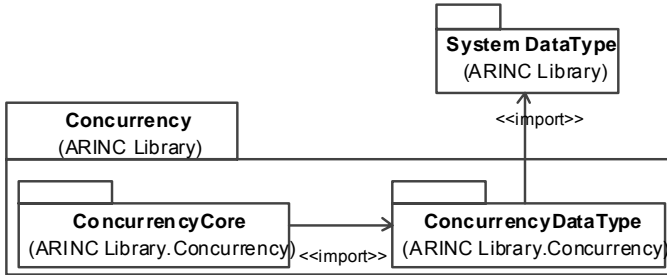 System DataType
(ARINC Library)
<<import>>
Concurrency
(ARINC Library)
ConcurrencyCore
(ARINC Library.Concurrency)
<<import>>
ConcurrencyDataType
(ARINC Library.Concurrency)